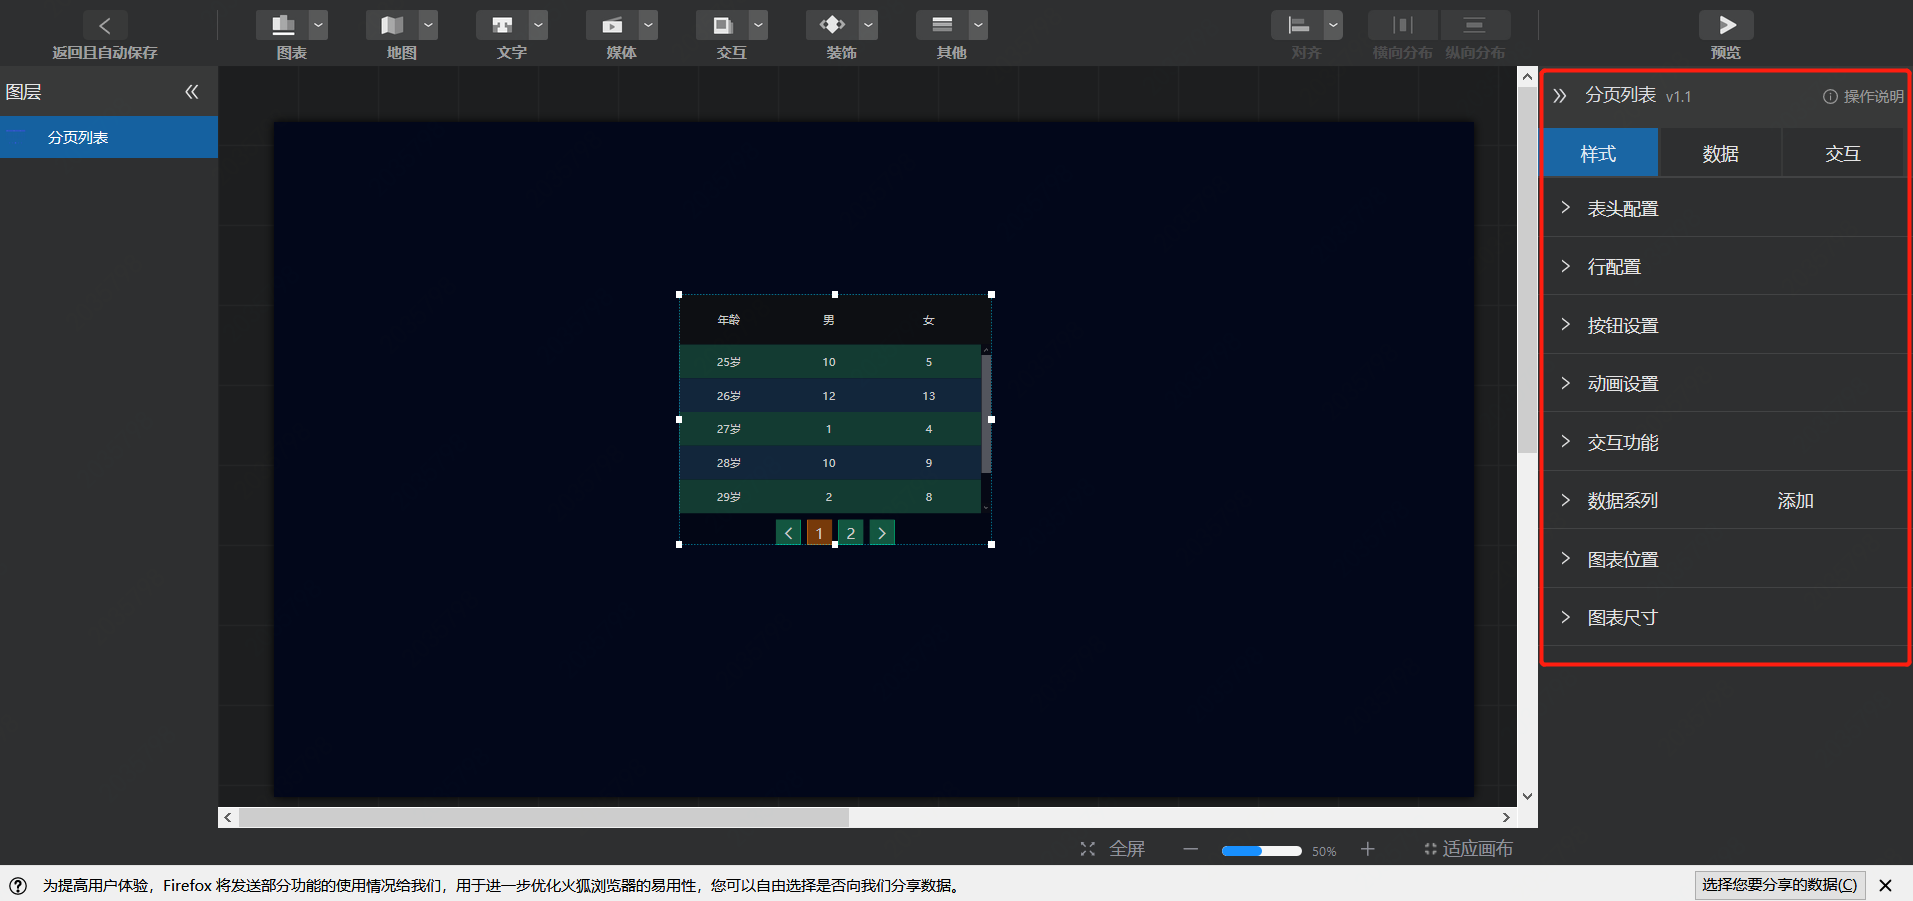 返回且自动保存
图表
地图
文字
媒体
交互
装饰
其他
对齐
横向分布
纵向分布
预览
图层
分页列表
年龄 男 女
25岁 10 5
26岁 12 13
27岁 1 4
28岁 10 9
29岁 2 8
1 2
分页列表 v1.1
操作说明
样式
数据
交互
表头配置
行配置
按钮设置
动画设置
交互功能
数据系列 添加
图表位置
图表尺寸
全屏
50%
适应画布
为提高用户体验，Firefox 将发送部分功能的使用情况给我们，用于进一步优化火狐浏览器的易用性，您可以自由选择是否向我们分享数据。
选择您要分享的数据(C)